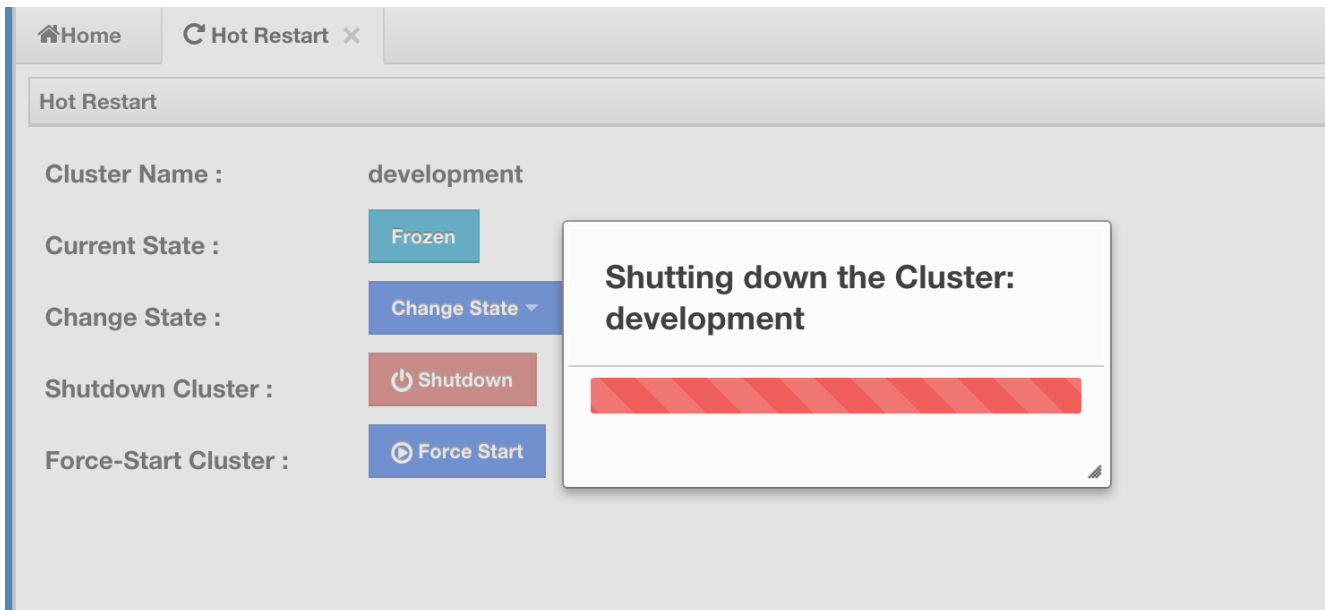 Home
Hot Restart
Hot Restart
Cluster Name : development
Current State : Frozen
Change State : Change State
Shutdown Cluster : Shutdown
Force-Start Cluster : Force Start
Shutting down the Cluster:
development